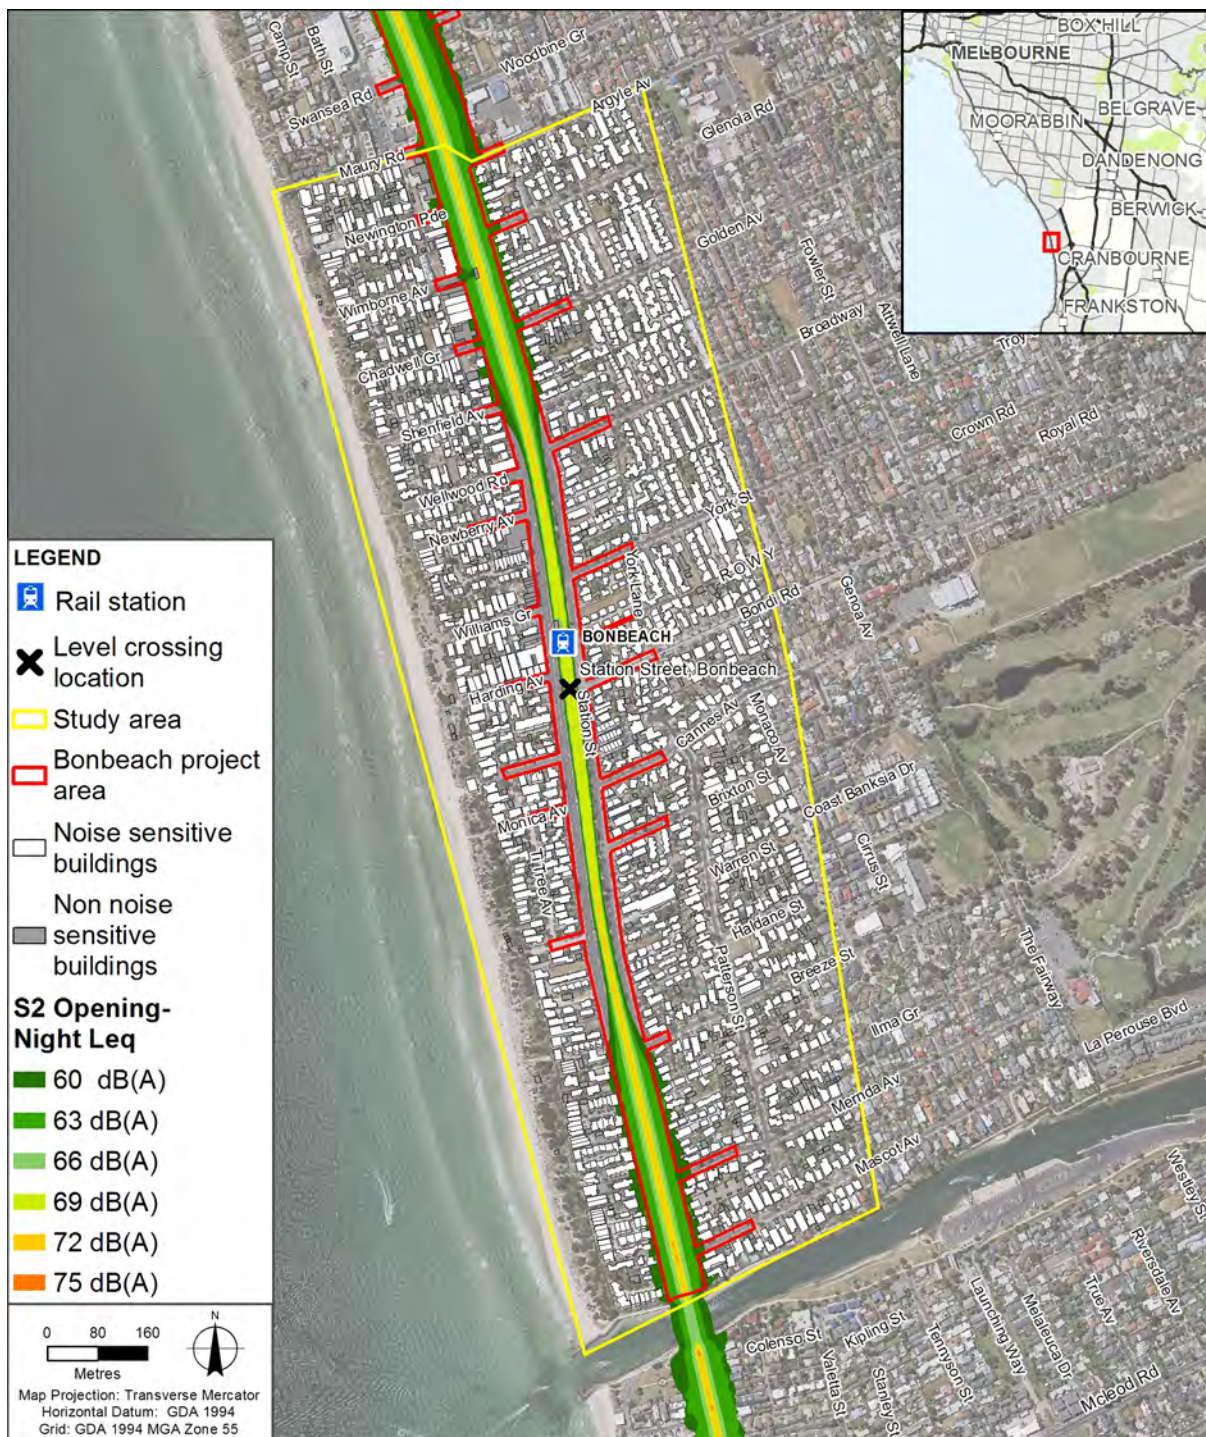 Camp St
Bath St
Woodbine Gr
Swansea Rd
Argyle Av
Glenola Rd
Maury Rd
Newington Pde
Golden Av
Fowler St
Wimborne Av
Broadway
Attwell Lane
Chadwell Gr
Troy
Shenfield Av
Crown Rd
Royal Rd
Wellwood Rd
York St
Newberry Av
York Lane
R O W Y
Bondi Rd
Genoa Av
Williams Gr
BONBEACH
Station Street, Bonbeach
Harding Av
Station St
Cannes Av
Monaco Av
Brixton St
Coast Banksia Dr
Monica Av
Warren St
Cirrus St
Ti Tree Av
Haldane St
Patterson St
Breeze St
The Fairway
Ilma Gr
La Perouse Bvd
Mernda Av
Mascot Av
Westley St
Riversdale Av
True Av
Melaleuca Dr
Launching Way
Colenso St
Kipling St
Tennyson St
Valetta St
Stanley St
Mcleod Rd
BOX HILL
MELBOURNE
BELGRAVE
MOORABBIN
DANDENONG
BERWICK
CRANBOURNE
FRANKSTON
LEGEND
Rail station
Level crossing
location
Study area
Bonbeach project
area
Noise sensitive
buildings
Non noise
sensitive
buildings
S2 Opening-
Night Leq
60 dB(A)
63 dB(A)
66 dB(A)
69 dB(A)
72 dB(A)
75 dB(A)
0 80 160
Metres
N
Map Projection: Transverse Mercator
Horizontal Datum: GDA 1994
Grid: GDA 1994 MGA Zone 55